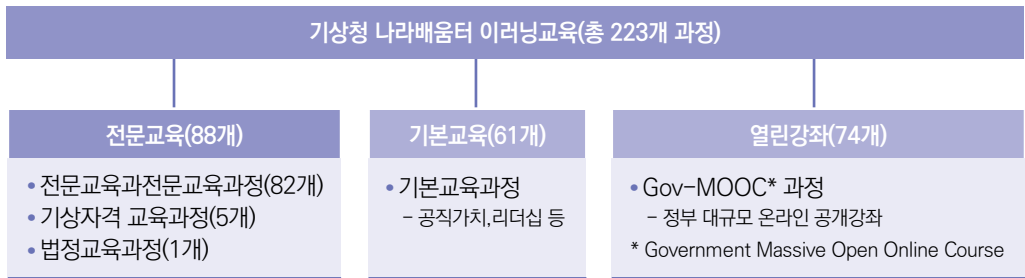 기상청 나라배움터 이러닝교육(총 223개 과정)
전문교육(88개)
• 전문교육과전문교육과정(82개)
• 기상자격 교육과정(5개)
• 법정교육과정(1개)
기본교육(61개)
• 기본교육과정
– 공직가치,리더십 등
열린강좌(74개)
• Gov-MOOC* 과정
– 정부 대규모 온라인 공개강좌
* Government Massive Open Online Course